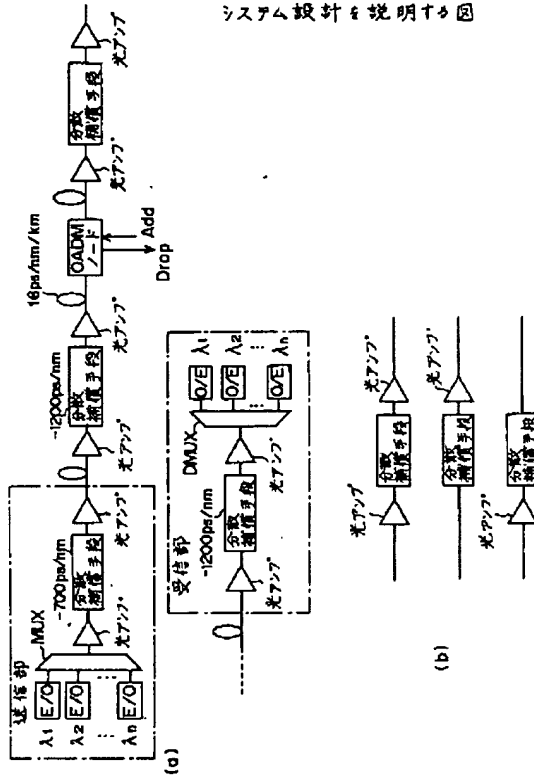 システム設計を説明する図
送信部
λ1 E/O
λ2 E/O
⋮
λn E/O
MUX
光アンプ
-700ps/nm
分散
補償手段
光アンプ
光アンプ
-1200ps/nm
分散
補償手段
光アンプ
16ps/nm/km
OADM
ノード
Drop
Add
光アンプ
分散
補償手段
光アンプ
(a)
受信部
光アンプ
-1200ps/nm
分散
補償手段
光アンプ
DMUX
O/E λ1
O/E λ2
⋮
O/E λn
(b)
光アンプ
分散
補償手段
光アンプ
分散
補償手段
光アンプ
光アンプ
分散
補償手段